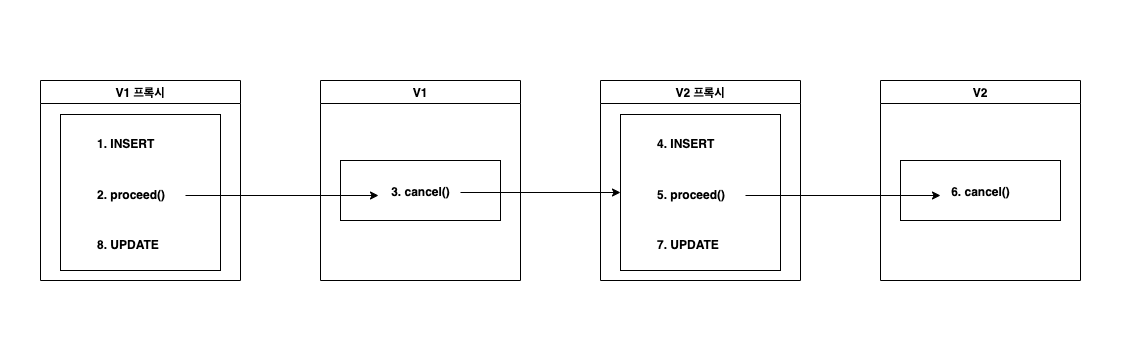 V1 프록시
1. INSERT
2. proceed()
8. UPDATE
V1
3. cancel()
V2 프록시
4. INSERT
5. proceed()
7. UPDATE
V2
6. cancel()